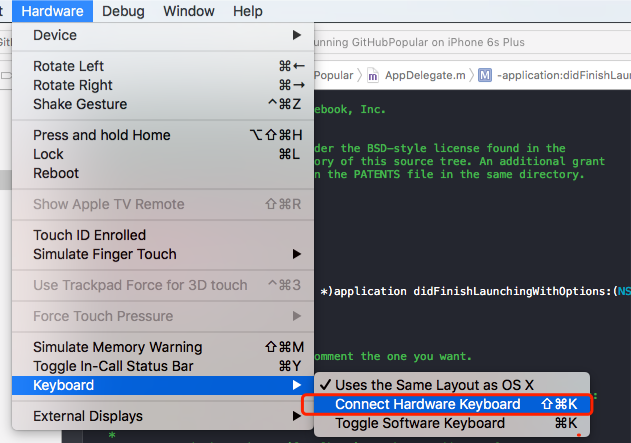 t Hardware Debug Window Help
Device
unning GitHubPopular on iPhone 6s Plus
Rotate Left ⌘←
Popular AppDelegate.m M -application:didFinishLaun
Rotate Right ⌘→
Shake Gesture ^⌘Z
ebook, Inc.
Press and hold Home ⌥⇧⌘H
Lock ⌘L
der the BSD-style license found in the
ory of this source tree. An additional grant
Reboot
n the PATENTS file in the same directory.
Show Apple TV Remote ⇧⌘R
Touch ID Enrolled
Simulate Finger Touch
Use Trackpad Force for 3D touch ^⌘3
*)application didFinishLaunchingWithOptions:(NS
Force Touch Pressure
Simulate Memory Warning ⇧⌘M
omment the one you want.
Toggle In-Call Status Bar ⌘Y
Keyboard
✓ Uses the Same Layout as OS X
Connect Hardware Keyboard ⇧⌘K
External Displays
Toggle Software Keyboard ⌘K
*